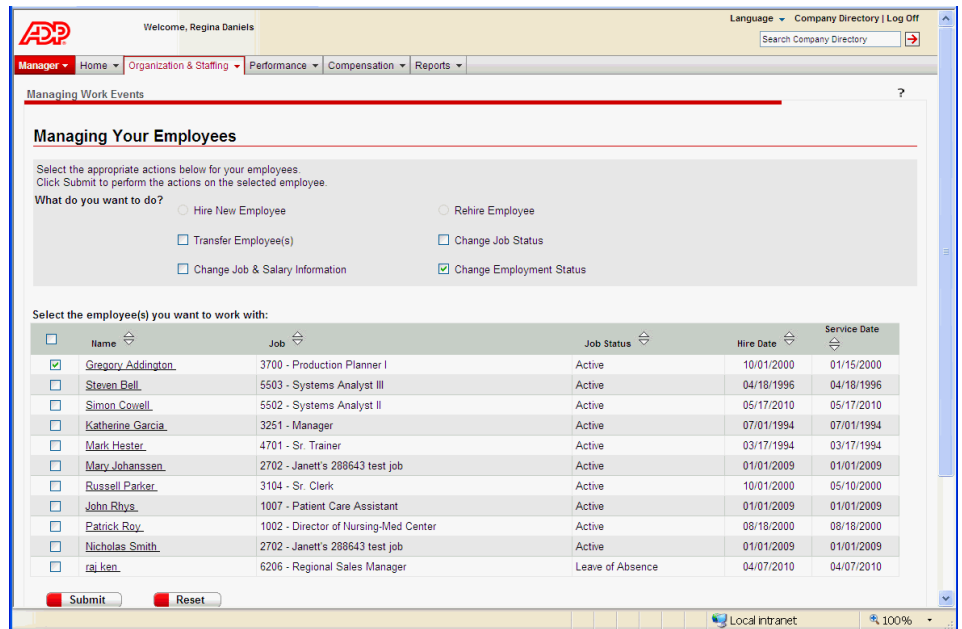 Language Company Directory | Log Off
ADP
Welcome, Regina Daniels
Search Company Directory
Manager Home Organization & Staffing Performance Compensation Reports
Managing Work Events ?
Managing Your Employees
Select the appropriate actions below for your employees.
Click Submit to perform the actions on the selected employee.
What do you want to do?
Hire New Employee Rehire Employee
Transfer Employee(s) Change Job Status
Change Job & Salary Information Change Employment Status
Select the employee(s) you want to work with:
Name Job Job Status Hire Date Service Date
Gregory Addington 3700 - Production Planner I Active 10/01/2000 01/15/2000
Steven Bell 5503 - Systems Analyst III Active 04/18/1996 04/18/1996
Simon Cowell 5502 - Systems Analyst II Active 05/17/2010 05/17/2010
Katherine Garcia 3251 - Manager Active 07/01/1994 07/01/1994
Mark Hester 4701 - Sr. Trainer Active 03/17/1994 03/17/1994
Mary Johanssen 2702 - Janett's 288643 test job Active 01/01/2009 01/01/2009
Russell Parker 3104 - Sr. Clerk Active 10/01/2000 05/10/2000
John Rhys 1007 - Patient Care Assistant Active 01/01/2009 01/01/2009
Patrick Roy 1002 - Director of Nursing-Med Center Active 08/18/2000 08/18/2000
Nicholas Smith 2702 - Janett's 288643 test job Active 01/01/2009 01/01/2009
raj ken 6206 - Regional Sales Manager Leave of Absence 04/07/2010 04/07/2010
Submit Reset
Local intranet 100%